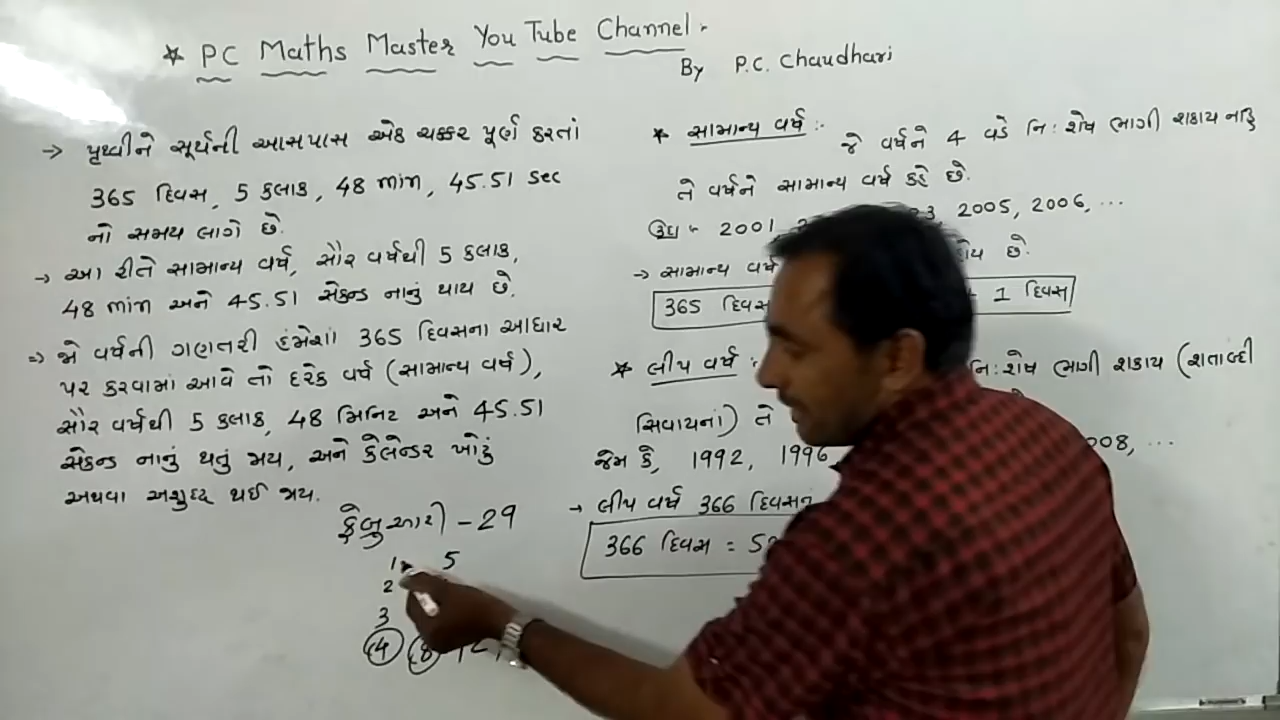 * PC Maths Master You Tube Channel.
By P.C. Chaudhari
→ પૃથ્વીને સૂર્યની આસપાસ એક ચક્કર પૂર્ણ કરતાં
365 દિવસ, 5 કલાક, 48 મીનીટ, 45.51 sec
નો સમય લાગે છે.
→ આ રીતે સામાન્ય વર્ષ, સૌર વર્ષથી 5 કલાક,
48 મીનીટ અને 45.51 સેકન્ડ નાનું થાય છે.
⇒ જો વર્ષની ગણતરી હંમેશાં 365 દિવસના આધાર
પર કરવામાં આવે તો દરેક વર્ષ (સામાન્ય વર્ષ),
સૌર વર્ષથી 5 કલાક, 48 મિનિટ અને 45.51
સેકન્ડ નાનું થતું જાય, અને કેલેન્ડર ખોટું
અથવા અશુદ્ધ થઈ જાય.
ફેબ્રુઆરી - 29
1 5
2
3
4 8 12
* સામાન્ય વર્ષ :-
જે વર્ષને 4 વડે નિ:શેષ ભાગી શકાય નહિ
તે વર્ષને સામાન્ય વર્ષ કહે છે.
2001 2005, 2006, ...
→ સામાન્ય વર્ષ હોય છે.
365 દિવસ 1 દિવસ
* લીપ વર્ષ :
નિ:શેષ ભાગી શકાય (શતાબ્દી
સિવાયનાં) તે
જેમ કે, 1992, 1996 ...
→ લીપ વર્ષ 366 દિવસનું
366 દિવસ =